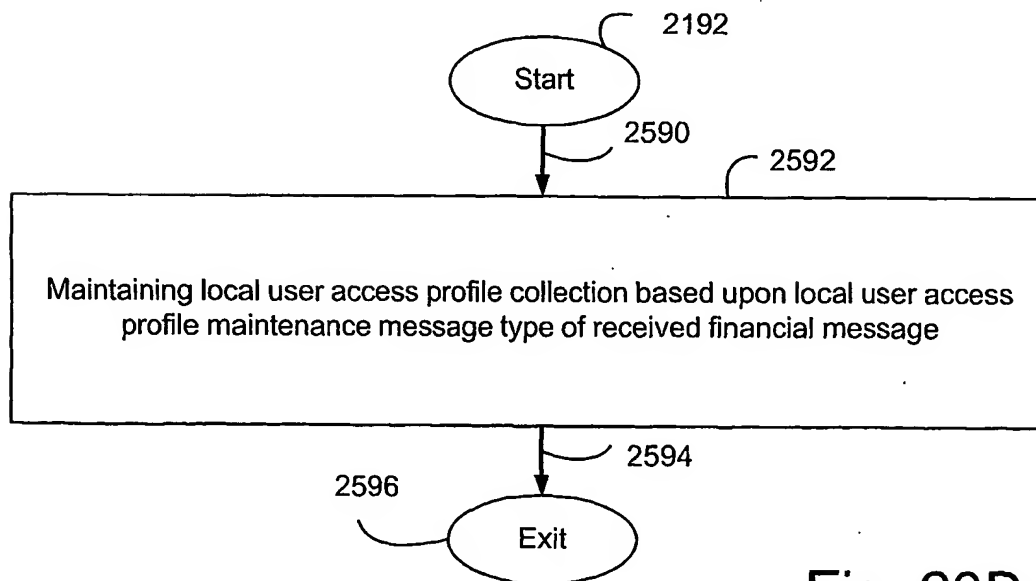 2192
Start
2590
2592
Maintaining local user access profile collection based upon local user access
profile maintenance message type of received financial message
2594
2596
Exit